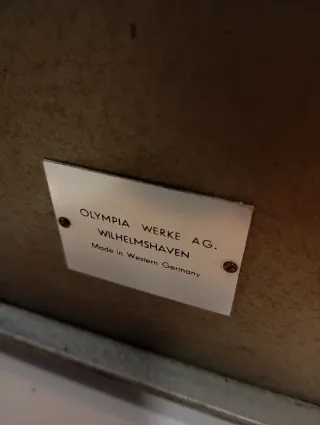 OLYMPIA WERKE AG.
WILHELMSHAVEN
Made in Western Germany